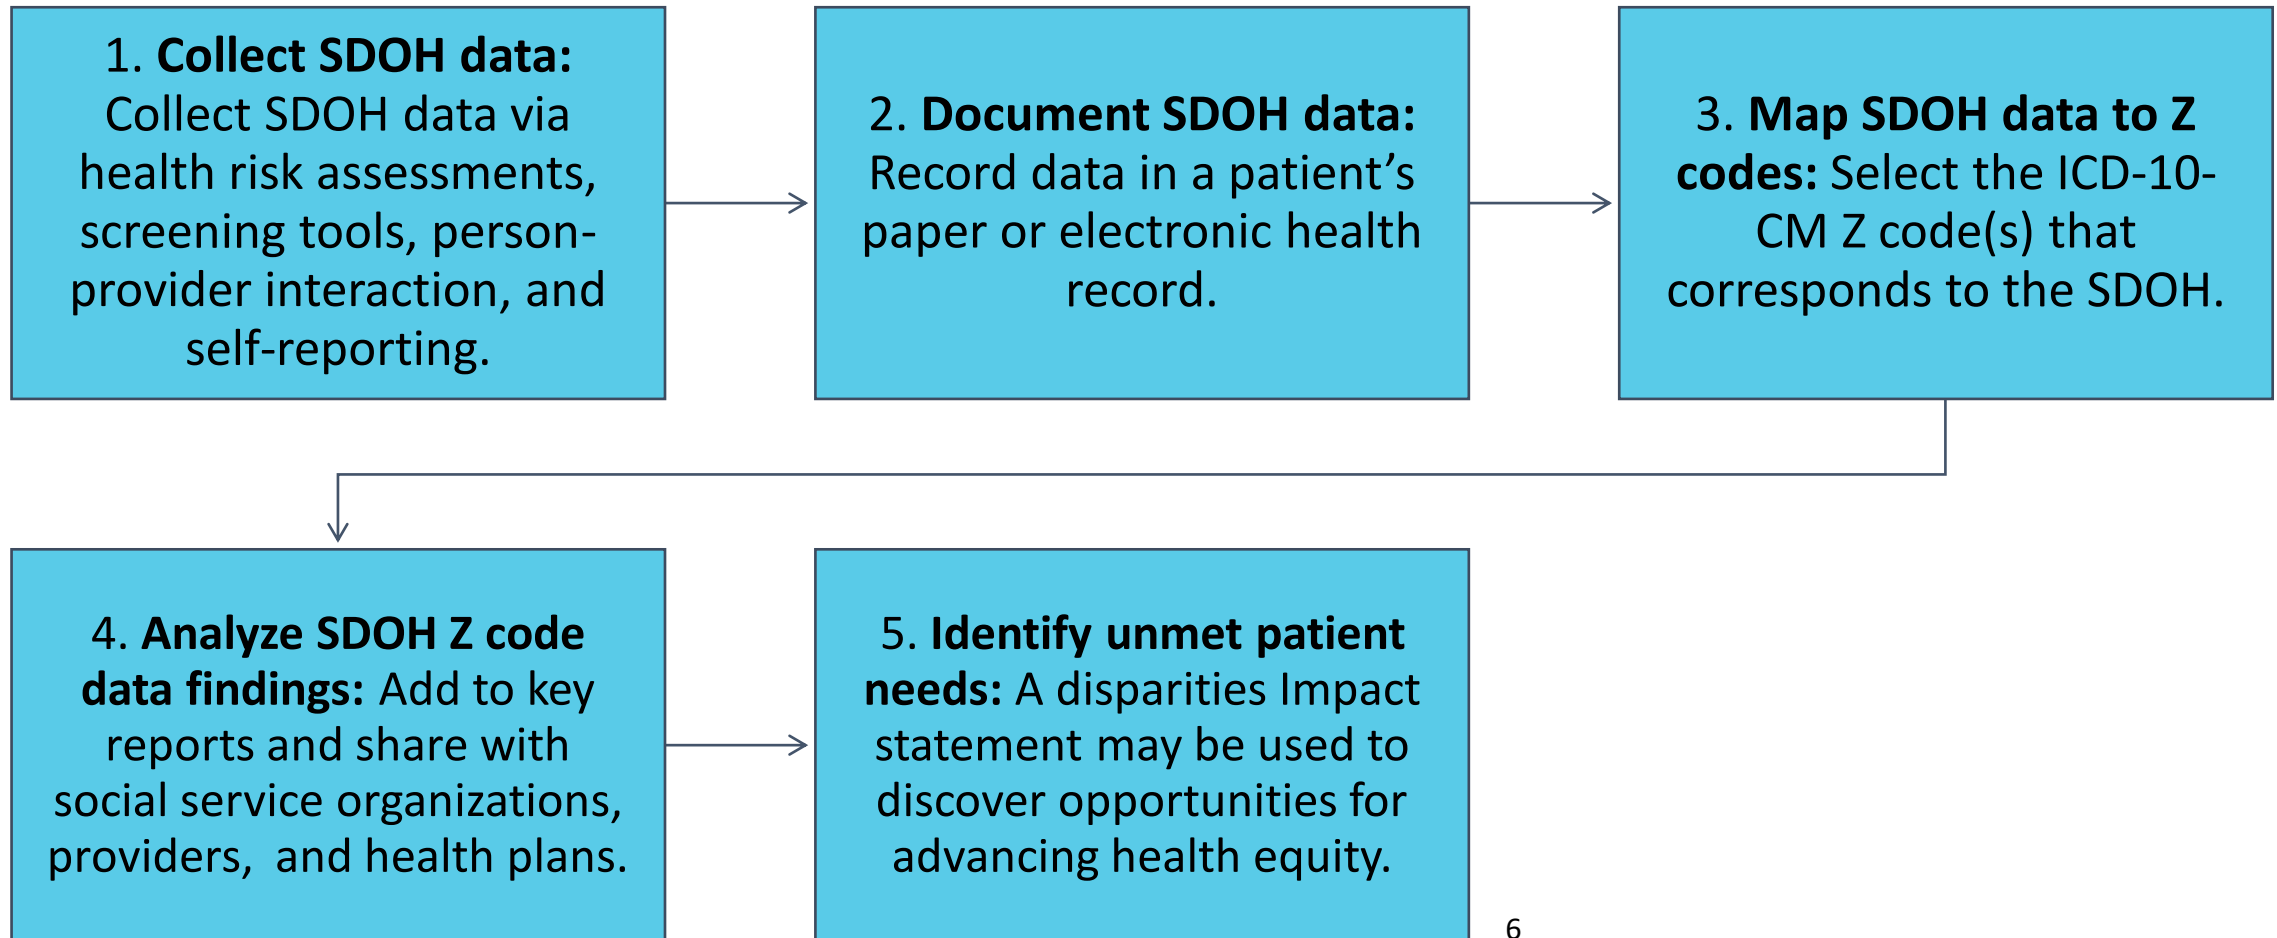 1. Collect SDOH data:
Collect SDOH data via
health risk assessments,
screening tools, person-
provider interaction, and
self-reporting.
2. Document SDOH data:
Record data in a patient’s
paper or electronic health
record.
3. Map SDOH data to Z
codes: Select the ICD-10-
CM Z code(s) that
corresponds to the SDOH.
4. Analyze SDOH Z code
data findings: Add to key
reports and share with
social service organizations,
providers,  and health plans.
5. Identify unmet patient
needs: A disparities Impact
statement may be used to
discover opportunities for
advancing health equity.
6